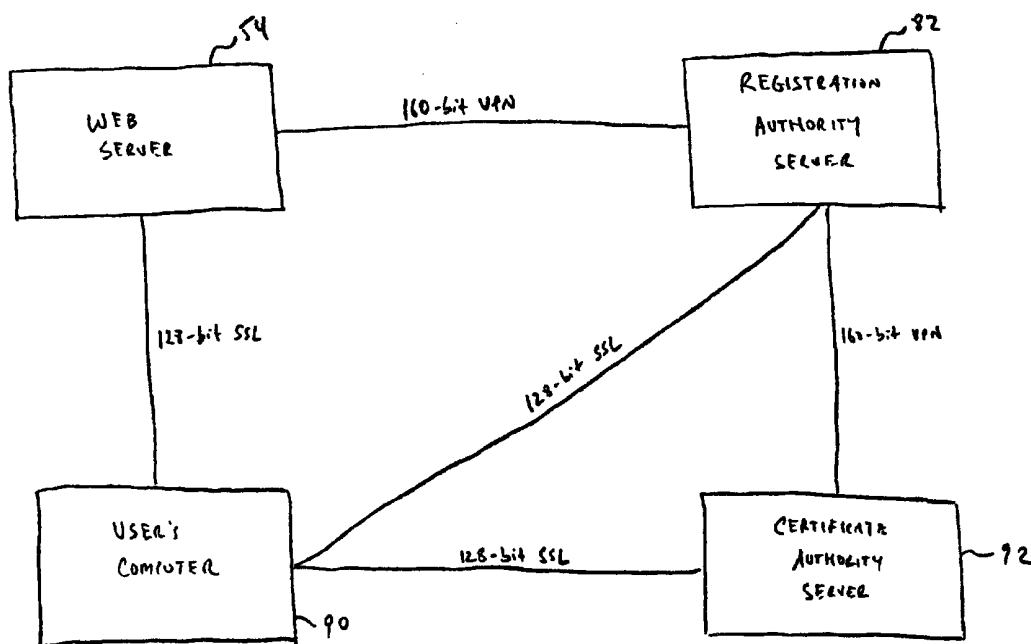 54
82
WEB
SERVER
160-bit VPN
REGISTRATION
AUTHORITY
SERVER
128-bit SSL
128-bit SSL
160-bit VPN
USER'S
COMPUTER
128-bit SSL
CERTIFICATE
AUTHORITY
SERVER
92
90